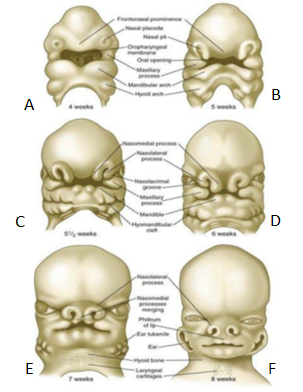 Frontonasal prominence
Nasal placode
Nasal pit
Oropharyngeal
membrane
Oral opening
Maxillary
process
Mandibular arch
Hyoid arch
A
4 weeks
5 weeks
B
Nasomedial process
Nasolateral
process
Nasolacrimal
groove
Maxillary
process
Mandible
Hyomandibular
cleft
C
D
5½ weeks
6 weeks
Nasolateral
process
Nasomedial
processes
merging
Philtrum
of lip
Ear tubercle
Ear
Hyoid bone
Laryngeal
cartilages
E
F
7 weeks
8 weeks